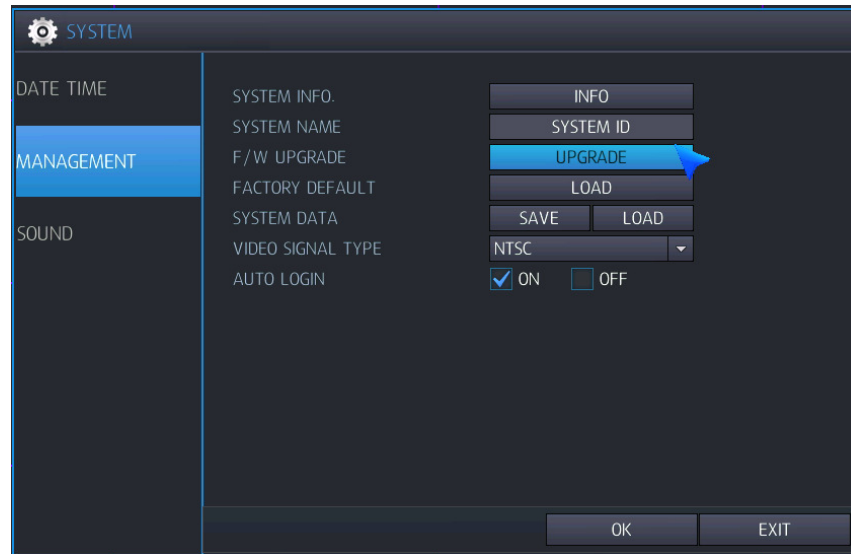 SYSTEM
DATE TIME
MANAGEMENT
SOUND
SYSTEM INFO. INFO
SYSTEM NAME SYSTEM ID
F/W UPGRADE UPGRADE
FACTORY DEFAULT LOAD
SYSTEM DATA SAVE LOAD
VIDEO SIGNAL TYPE NTSC
AUTO LOGIN ON OFF
OK EXIT